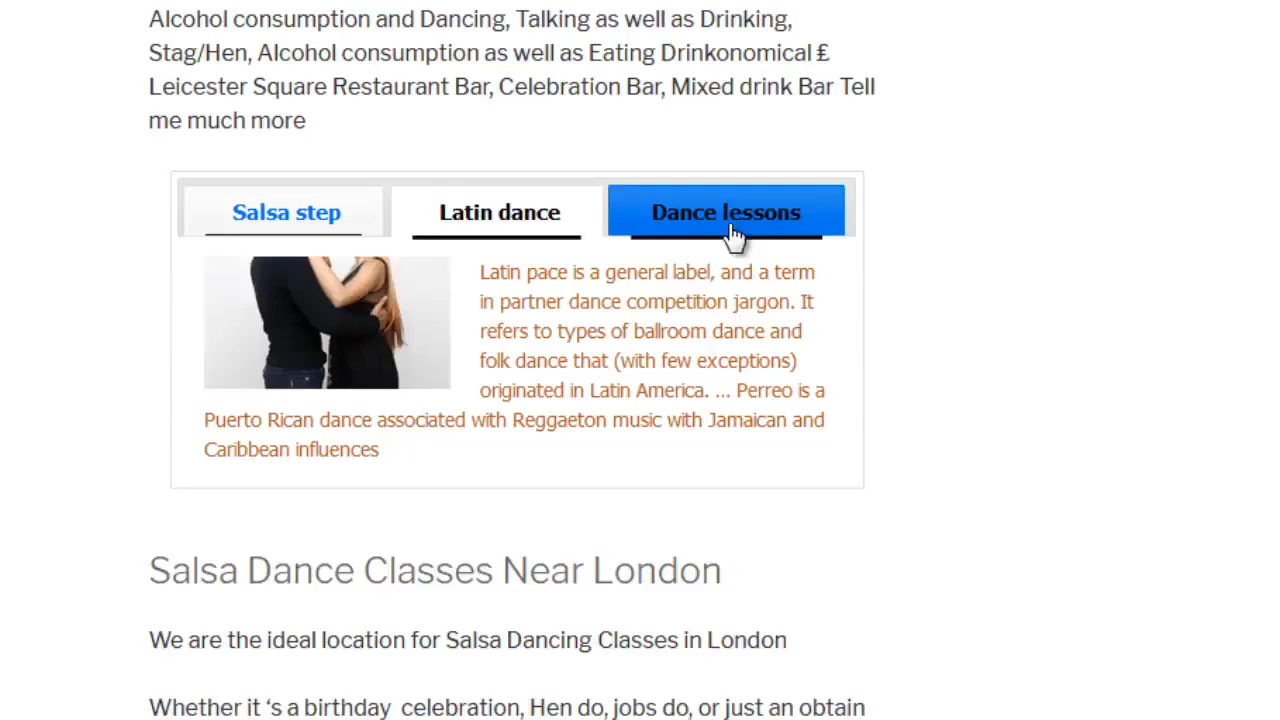 Alcohol consumption and Dancing, Talking as well as Drinking,
Stag/Hen, Alcohol consumption as well as Eating Drinkonomical ₤
Leicester Square Restaurant Bar, Celebration Bar, Mixed drink Bar Tell
me much more
Salsa step
Latin dance
Dance lessons
Latin pace is a general label, and a term
in partner dance competition jargon. It
refers to types of ballroom dance and
folk dance that (with few exceptions)
originated in Latin America. ... Perreo is a
Puerto Rican dance associated with Reggaeton music with Jamaican and
Caribbean influences
Salsa Dance Classes Near London
We are the ideal location for Salsa Dancing Classes in London
Whether it ‘s a birthday  celebration, Hen do, jobs do, or just an obtain